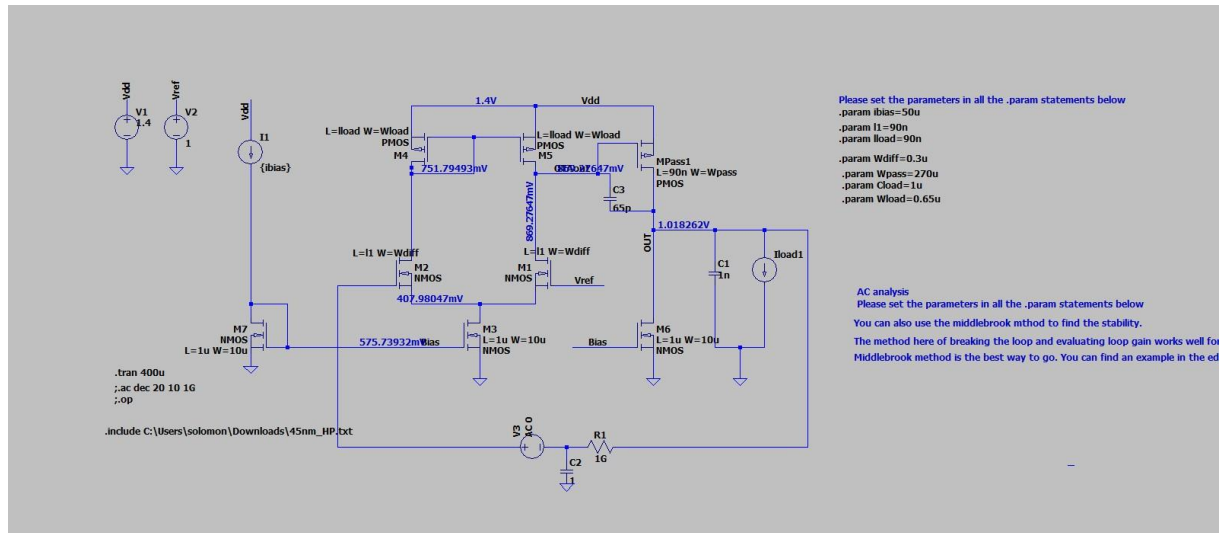 Vdd
V1
1.4
Vref
V2
1
Vdd
I1
{ibias}
1.4V
Vdd
L=lload W=Wload
PMOS
M4
L=lload W=Wload
PMOS
M5
MPass1
L=90n W=Wpass
PMOS
751.79493mV
869.27647mV
C3
65p
869.27647mV
1.018262V
OUT
L=l1 W=Wdiff
M2
NMOS
L=l1 W=Wdiff
M1
NMOS
Vref
407.98047mV
C1
1n
Iload1
M7
NMOS
L=1u W=10u
575.73932mV
Bias
M3
L=1u W=10u
NMOS
Bias
M6
L=1u W=10u
NMOS
.tran 400u
;.ac dec 20 10 1G
;.op
.include C:\Users\solomon\Downloads\45nm_HP.txt
V3
AC 0
R1
1G
C2
1
Please set the parameters in all the .param statements below
.param ibias=50u
.param l1=90n
.param lload=90n
.param Wdiff=0.3u
.param Wpass=270u
.param Cload=1u
.param Wload=0.65u
AC analysis
Please set the parameters in all the .param statements below
You can also use the middlebrook mthod to find the stability.
The method here of breaking the loop and evaluating loop gain works well for
Middlebrook method is the best way to go. You can find an example in the ed